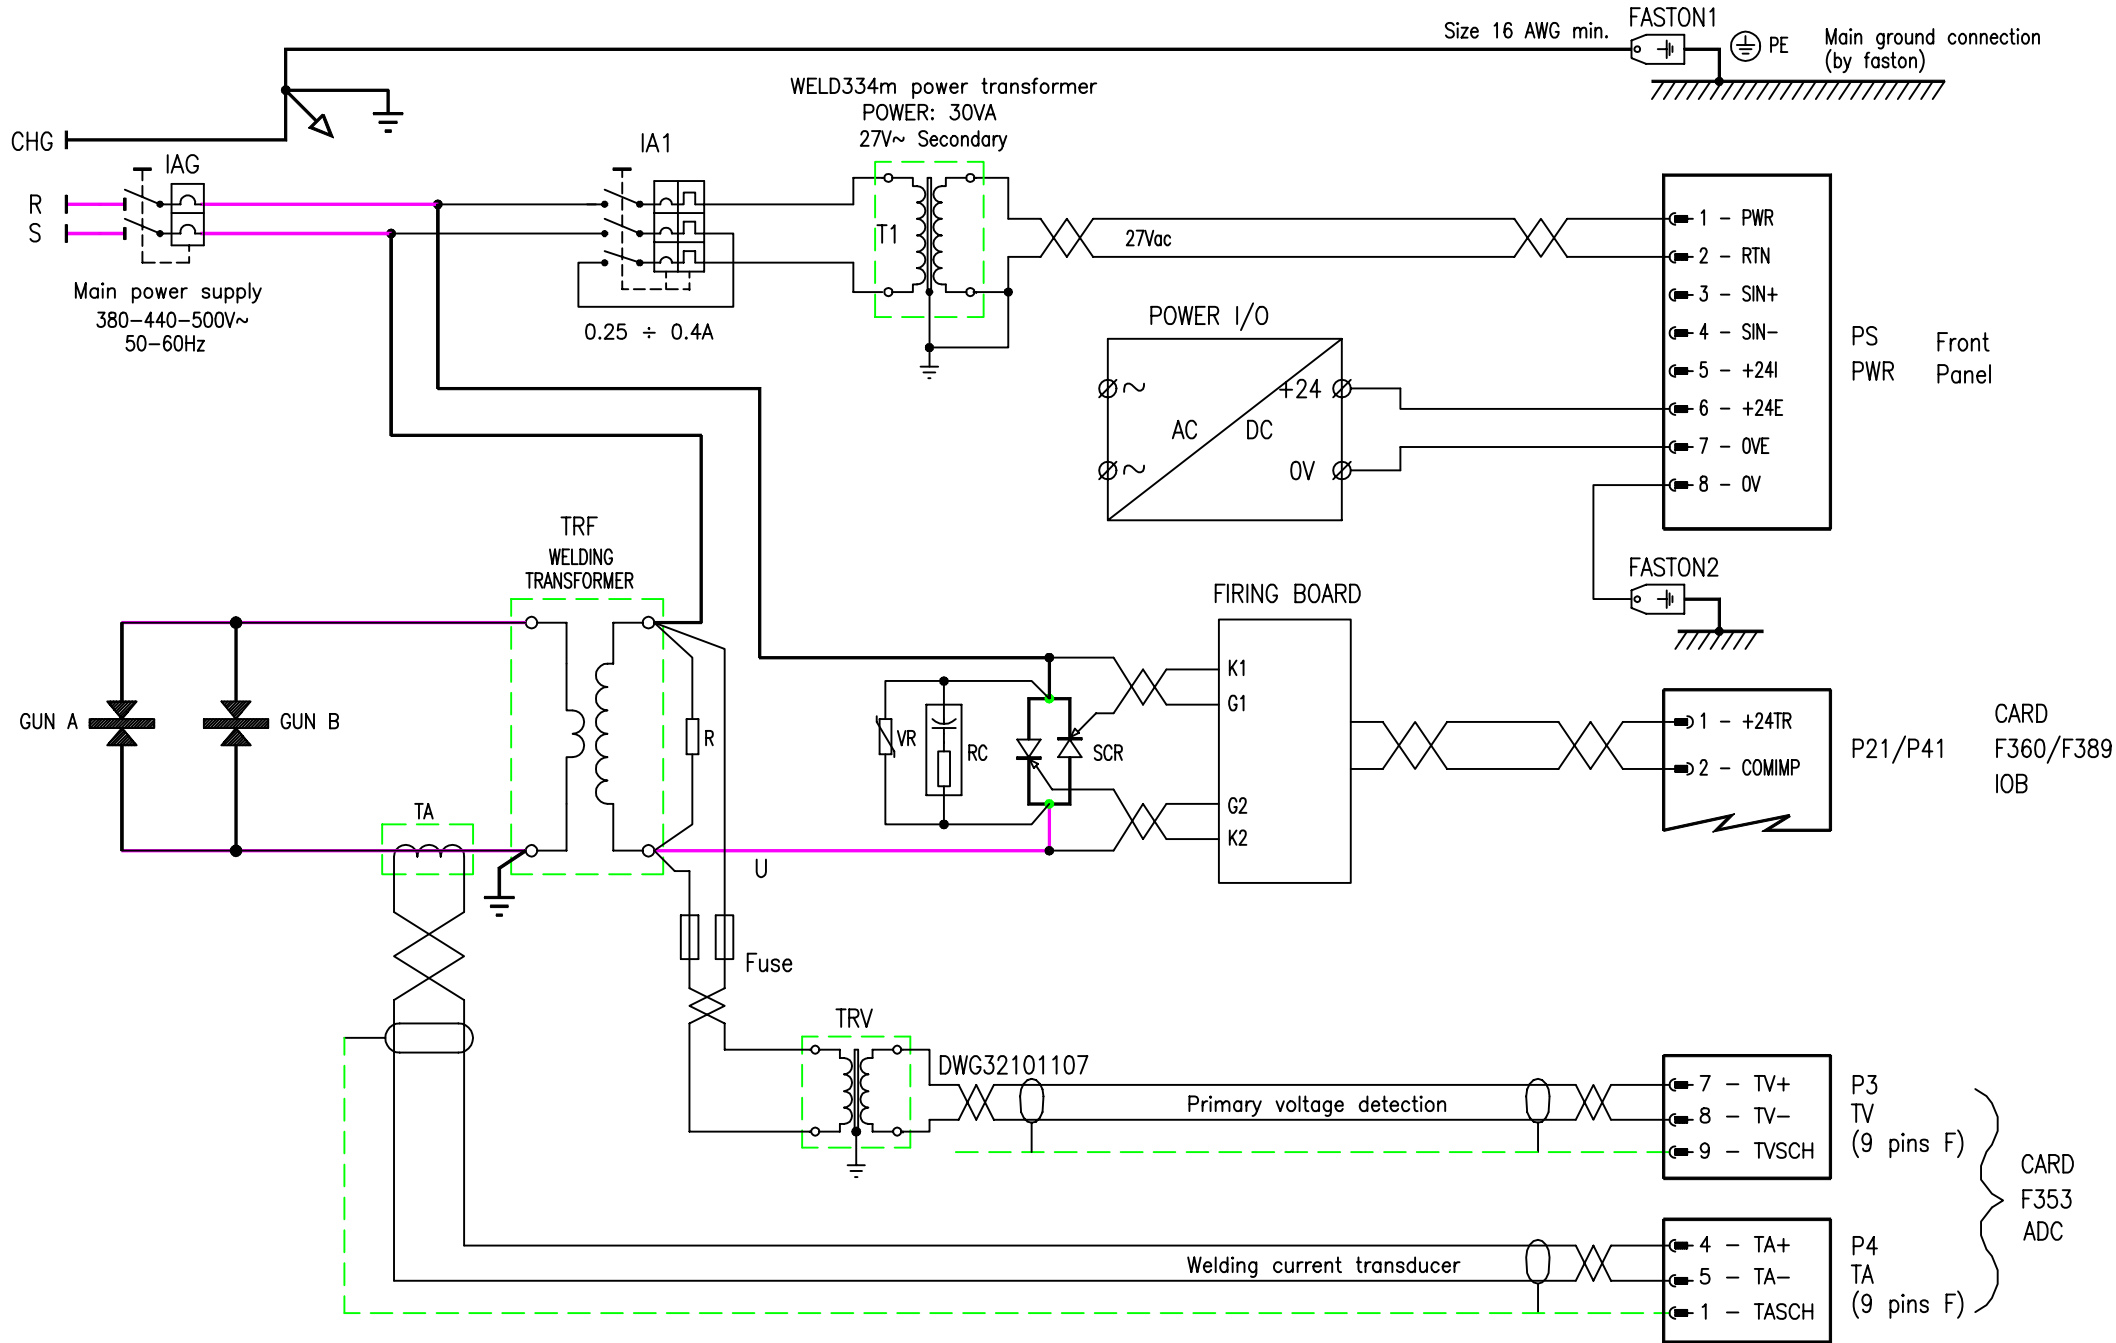 Size 16 AWG min.
FASTON1
PE
Main ground connection
(by faston)
WELD334m power transformer
POWER: 30VA
27V~ Secondary
CHG
IAG
IA1
R
S
T1
27Vac
Main power supply
380-440-500V~
50-60Hz
0.25 ÷ 0.4A
1 - PWR
2 - RTN
3 - SIN+
4 - SIN-
5 - +24I
6 - +24E
7 - 0VE
8 - 0V
PS
PWR
Front
Panel
POWER I/O
~
+24
AC
DC
~
0V
TRF
WELDING
TRANSFORMER
FASTON2
FIRING BOARD
GUN A
GUN B
R
VR
RC
SCR
K1
G1
G2
K2
1 - +24TR
2 - COMIMP
P21/P41
CARD
F360/F389
IOB
TA
U
Fuse
TRV
DWG32101107
Primary voltage detection
7 - TV+
8 - TV-
9 - TVSCH
P3
TV
(9 pins F)
CARD
F353
ADC
Welding current transducer
4 - TA+
5 - TA-
1 - TASCH
P4
TA
(9 pins F)